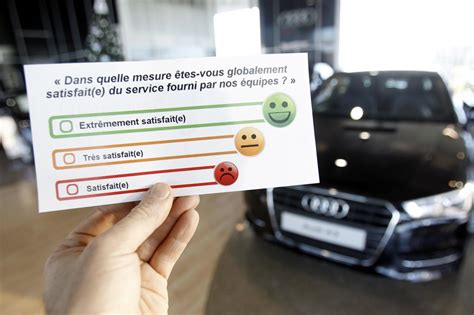 « Dans quelle mesure êtes-vous globalement
satisfait(e) du service fourni par nos équipes ? »
Extrêmement satisfait(e)
Très satisfait(e)
Satisfait(e)